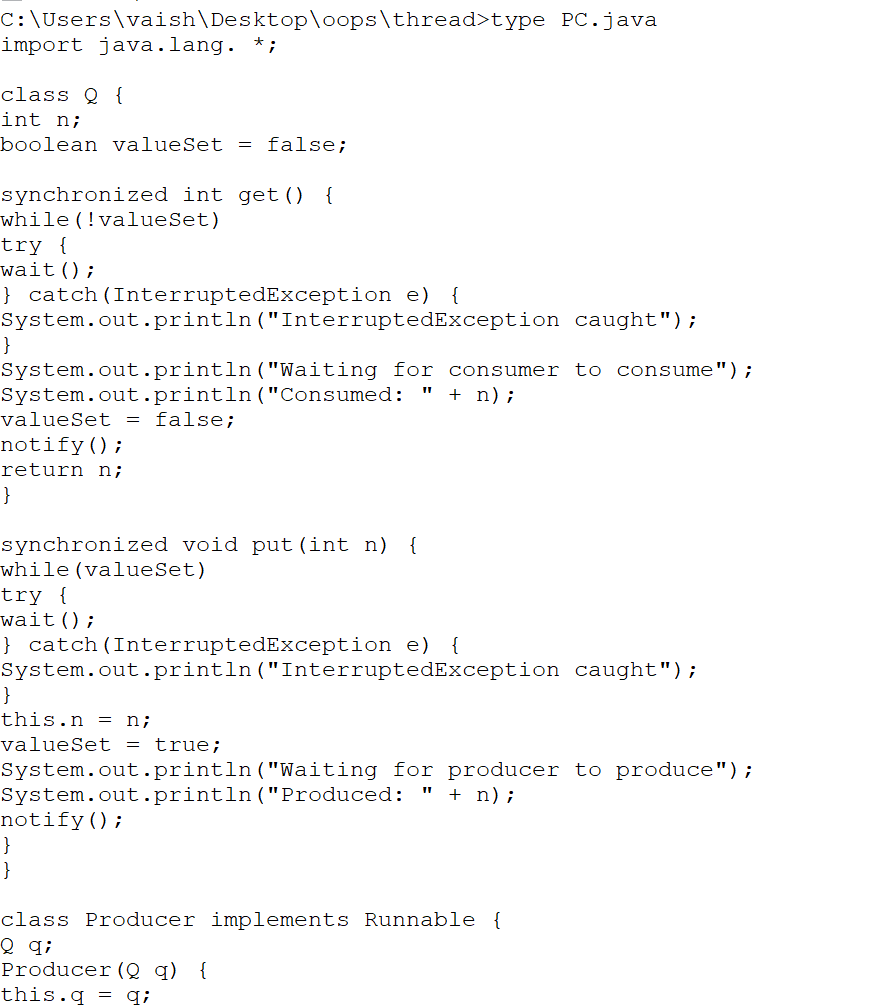 C:\Users\vaish\Desktop\oops\thread>type PC.java
import java.lang. *;

class Q {
int n;
boolean valueSet = false;

synchronized int get() {
while(!valueSet)
try {
wait();
} catch(InterruptedException e) {
System.out.println("InterruptedException caught");
}
System.out.println("Waiting for consumer to consume");
System.out.println("Consumed: " + n);
valueSet = false;
notify();
return n;
}

synchronized void put(int n) {
while(valueSet)
try {
wait();
} catch(InterruptedException e) {
System.out.println("InterruptedException caught");
}
this.n = n;
valueSet = true;
System.out.println("Waiting for producer to produce");
System.out.println("Produced: " + n);
notify();
}
}

class Producer implements Runnable {
Q q;
Producer(Q q) {
this.q = q;